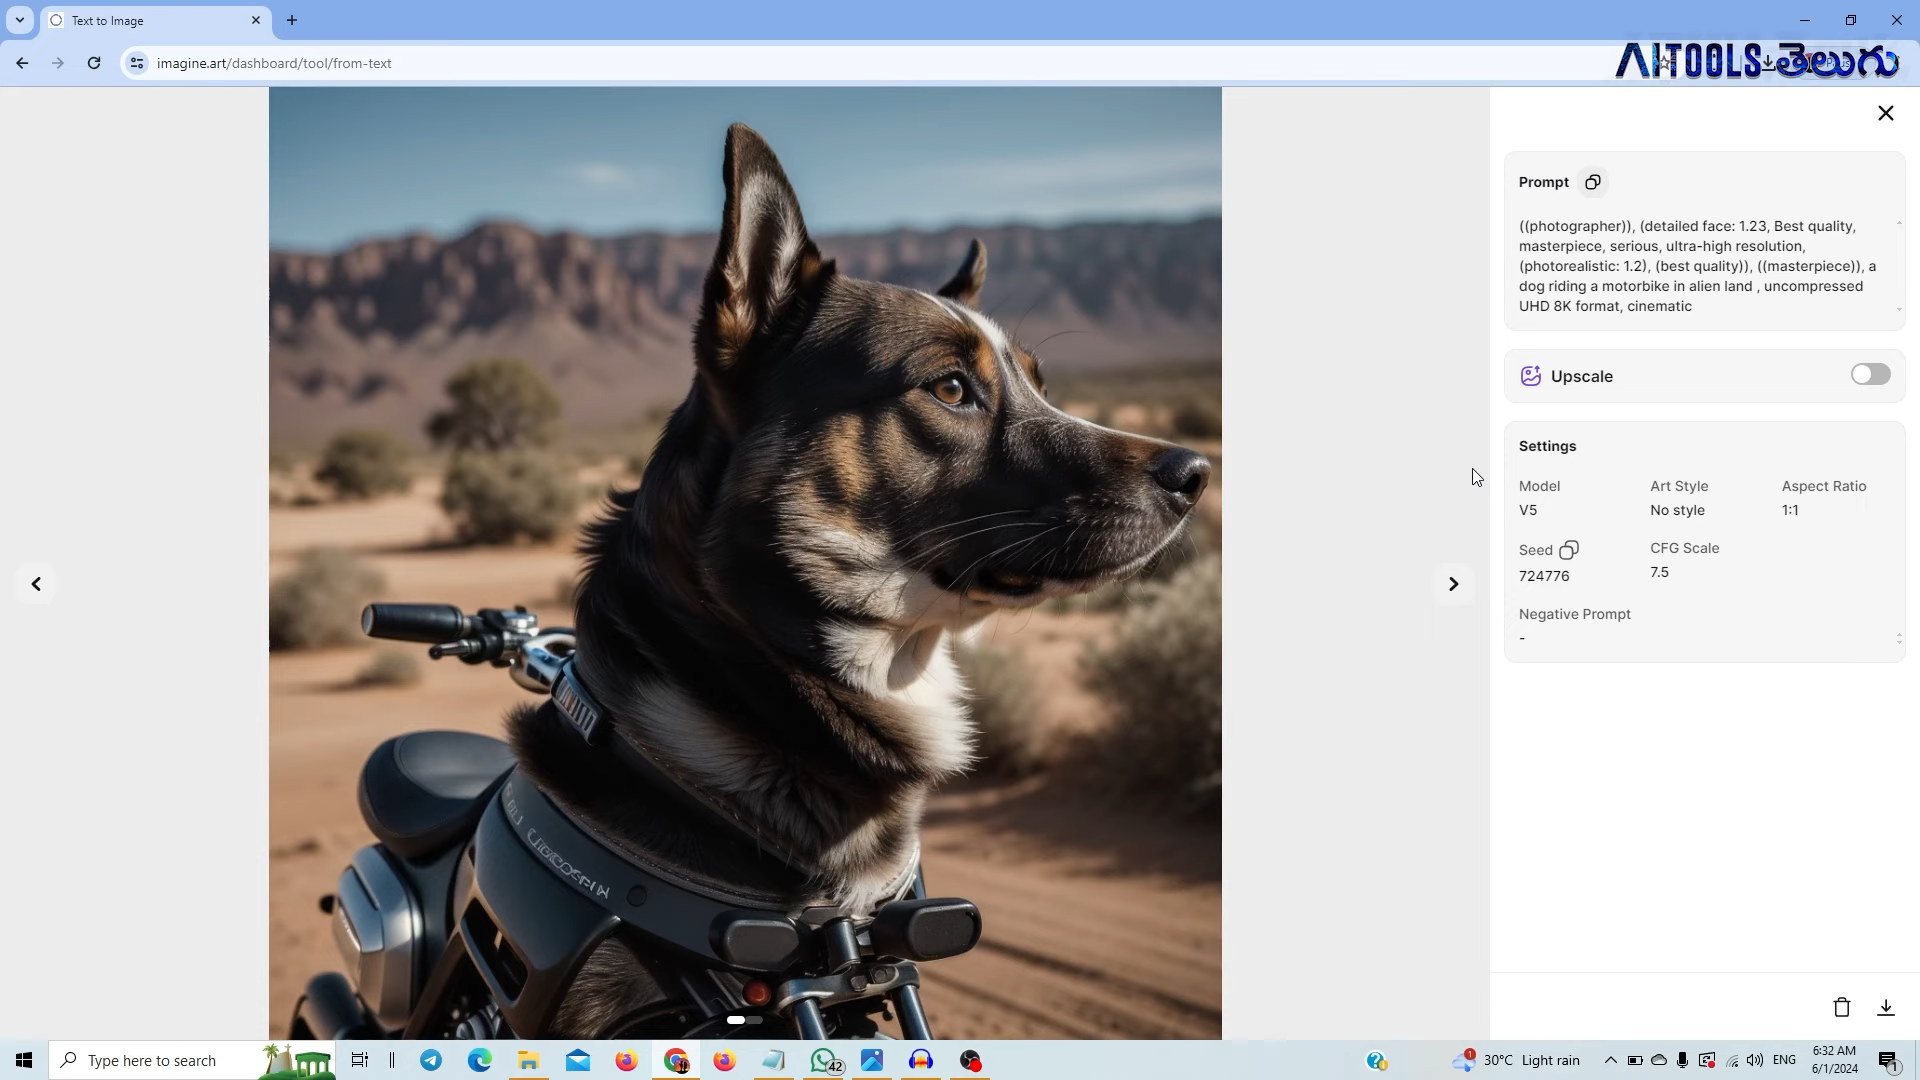 Text to Image
imagine.art/dashboard/tool/from-text
AITOOLS-తెలుగు
Prompt
((photographer)), (detailed face: 1.23, Best quality,
masterpiece, serious, ultra-high resolution,
(photorealistic: 1.2), (best quality)), ((masterpiece)), a
dog riding a motorbike in alien land , uncompressed
UHD 8K format, cinematic
Upscale
Settings
Model
Art Style
Aspect Ratio
V5
No style
1:1
Seed
CFG Scale
724776
7.5
Negative Prompt
-
Type here to search
42
1
30°C Light rain
ENG
6:32 AM
6/1/2024
1